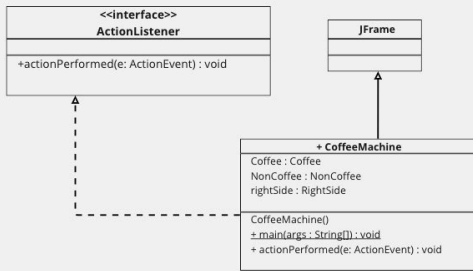 <<interface>>
ActionListener
+actionPerformed(e: ActionEvent) : void
JFrame
+ CoffeeMachine
Coffee : Coffee
NonCoffee : NonCoffee
rightSide : RightSide
CoffeeMachine()
+ main(args : String[]) : void
+ actionPerformed(e: ActionEvent) : void